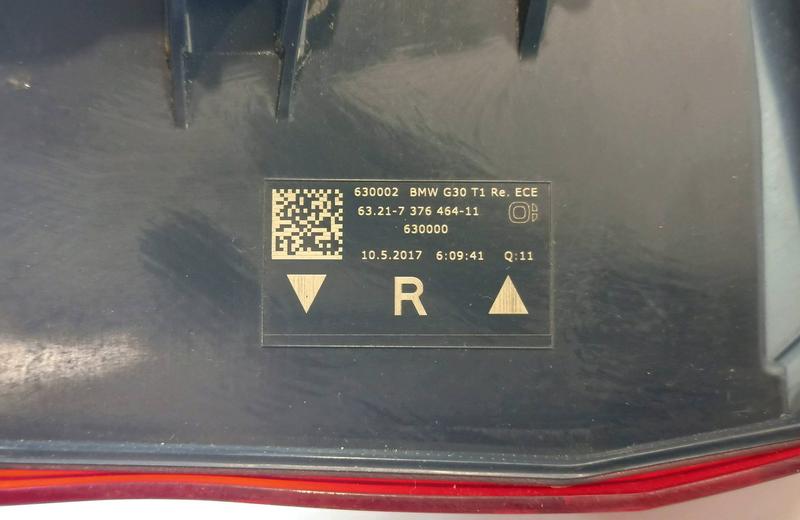 630002 BMW G30 T1 Re. ECE
63.21-7 376 464-11
630000
10.5.2017 6:09:41 Q:11
R